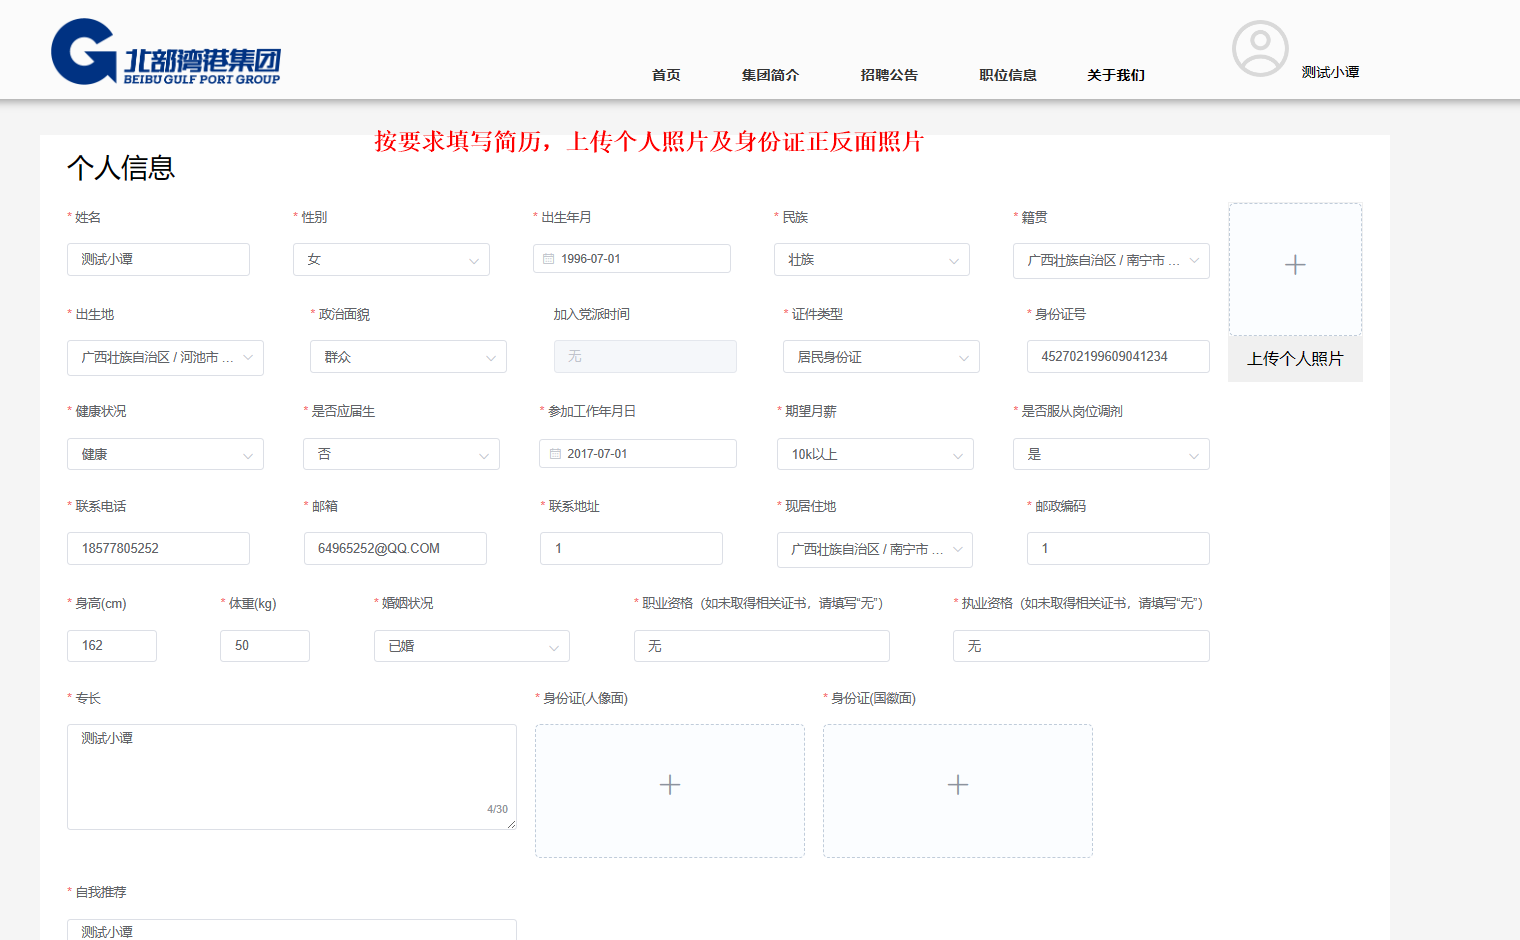 北部湾港集团
BEIBU GULF PORT GROUP
首页 集团简介 招聘公告 职位信息 关于我们 测试小谭
按要求填写简历，上传个人照片及身份证正反面照片
个人信息
* 姓名 * 性别 * 出生年月 * 民族 * 籍贯
测试小谭 女 1996-07-01 壮族 广西壮族自治区 / 南宁市 ...
* 出生地 * 政治面貌 加入党派时间 * 证件类型 * 身份证号
广西壮族自治区 / 河池市 ... 群众 无 居民身份证 452702199609041234
上传个人照片
* 健康状况 * 是否应届生 * 参加工作年月日 * 期望月薪 * 是否服从岗位调剂
健康 否 2017-07-01 10k以上 是
* 联系电话 * 邮箱 * 联系地址 * 现居住地 * 邮政编码
18577805252 64965252@QQ.COM 1 广西壮族自治区 / 南宁市 ... 1
* 身高(cm) * 体重(kg) * 婚姻状况 * 职业资格（如未取得相关证书，请填写“无”） * 执业资格（如未取得相关证书，请填写“无”）
162 50 已婚 无 无
* 专长 * 身份证(人像面) * 身份证(国徽面)
测试小谭
4/30
* 自我推荐
测试小谭